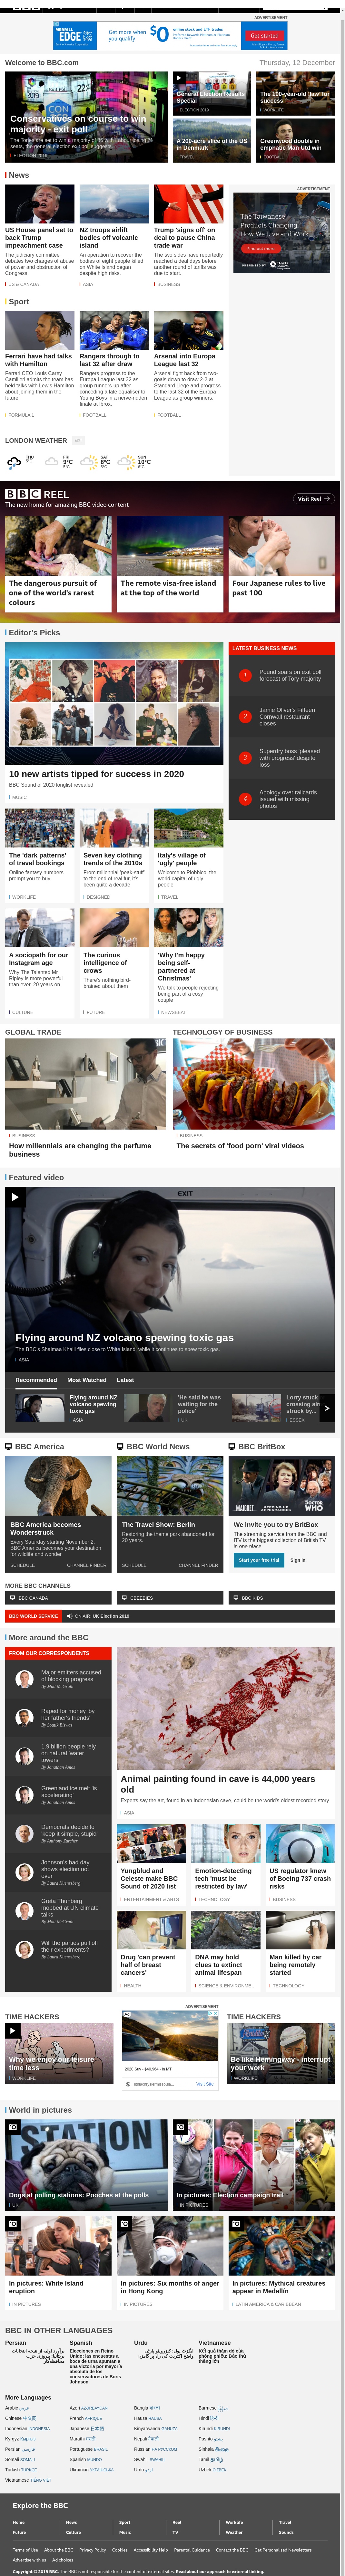 ADVERTISEMENT
MERRILL
EDGE
Get more when
you qualify
$0
online stock and ETF trades
Get started
Welcome to BBC.com
Thursday, 12 December
Conservatives on course to win
majority - exit poll
ELECTION 2019
General Election Results
Special
ELECTION 2019
The 100-year-old 'law' for
success
WORKLIFE
A 200-acre slice of the US
in Denmark
TRAVEL
Greenwood double in
emphatic Man Utd win
FOOTBALL
News
ADVERTISEMENT
The Taiwanese
Products Changing
How We Live and Work
Find out more
US House panel set to
back Trump
impeachment case
The judiciary committee
debates two charges of abuse
of power and obstruction of
Congress.
US & CANADA
NZ troops airlift
bodies off volcanic
island
An operation to recover the
bodies of eight people killed
on White Island began
despite high risks.
ASIA
Trump 'signs off' on
deal to pause China
trade war
The two sides have reportedly
reached a deal days before
another round of tariffs was
due to start.
BUSINESS
Sport
Ferrari have had talks
with Hamilton
Ferrari CEO Louis Carey
Camilleri admits the team has
held talks with Lewis Hamilton
about joining them in the
future.
FORMULA 1
Rangers through to
last 32 after draw
Rangers progress to the
Europa League last 32 as
group runners-up after
conceding a late equaliser to
Young Boys in a nerve-ridden
finale at Ibrox.
FOOTBALL
Arsenal into Europa
League last 32
Arsenal fight back from two-
goals down to draw 2-2 at
Standard Liege and progress
to the last 32 of the Europa
League as group winners.
FOOTBALL
LONDON WEATHER
EDIT
THU
FRI
9°C
SAT
8°C
SUN
10°C
BBC REEL
The new home for amazing BBC video content
Visit Reel
The dangerous pursuit of
one of the world's rarest
colours
The remote visa-free island
at the top of the world
Four Japanese rules to live
past 100
Editor's Picks
10 new artists tipped for success in 2020
BBC Sound of 2020 longlist revealed
MUSIC
LATEST BUSINESS NEWS
1
Pound soars on exit poll
forecast of Tory majority
2
Jamie Oliver's Fifteen
Cornwall restaurant
closes
3
Superdry boss 'pleased
with progress' despite
loss
4
Apology over railcards
issued with missing
photos
The 'dark patterns'
of travel bookings
Online fantasy numbers
prompt you to buy
WORKLIFE
Seven key clothing
trends of the 2010s
From millennial 'peak-stuff'
to the end of real fur, it's
been quite a decade
DESIGNED
Italy's village of
'ugly' people
Welcome to Piobbico: the
world capital of ugly
people
TRAVEL
A sociopath for our
Instagram age
Why The Talented Mr
Ripley is more powerful
than ever, 20 years on
CULTURE
The curious
intelligence of
crows
There's nothing bird-
brained about them
FUTURE
'Why I'm happy
being self-
partnered at
Christmas'
We talk to people rejecting
being part of a cosy
couple
NEWSBEAT
GLOBAL TRADE
BUSINESS
How millennials are changing the perfume
business
TECHNOLOGY OF BUSINESS
BUSINESS
The secrets of 'food porn' viral videos
Featured video
EXIT
Flying around NZ volcano spewing toxic gas
The BBC's Shaimaa Khalil flies close to White Island, while it continues to spew toxic gas.
ASIA
Recommended
Most Watched
Latest
Flying around NZ
volcano spewing
toxic gas
ASIA
'He said he was
waiting for the
police'
UK
Lorry stuck
struck by...
ESSEX
BBC America
BBC America becomes
Wonderstruck
Every Saturday starting November 2,
BBC America becomes your destination
for wildlife and wonder
SCHEDULE
CHANNEL FINDER
BBC World News
The Travel Show: Berlin
Restoring the theme park abandoned for
20 years.
SCHEDULE
CHANNEL FINDER
BBC BritBox
MAIGRET
KEEPING UP
APPEARANCES
DOCTOR
WHO
We invite you to try BritBox
The streaming service from the BBC and
ITV is the biggest collection of British TV
in one place
Start your free trial
Sign in
MORE BBC CHANNELS
BBC CANADA
CBEEBIES
BBC KIDS
BBC WORLD SERVICE
ON AIR: UK Election 2019
More around the BBC
FROM OUR CORRESPONDENTS
Major emitters accused
of blocking progress
By Matt McGrath
Raped for money 'by
her father's friends'
By Soutik Biswas
1.9 billion people rely
on natural 'water
towers'
By Jonathan Amos
Greenland ice melt 'is
accelerating'
By Jonathan Amos
Democrats decide to
'keep it simple, stupid'
By Anthony Zurcher
Johnson's bad day
shows election not
over
By Laura Kuenssberg
Greta Thunberg
mobbed at UN climate
talks
By Matt McGrath
Will the parties pull off
their experiments?
By Laura Kuenssberg
Animal painting found in cave is 44,000 years
old
Experts say the art, found in an Indonesian cave, could be the world's oldest recorded story
ASIA
Yungblud and
Celeste make BBC
Sound of 2020 list
ENTERTAINMENT & ARTS
Emotion-detecting
tech 'must be
restricted by law'
TECHNOLOGY
US regulator knew
of Boeing 737 crash
risks
BUSINESS
Drug 'can prevent
half of breast
cancers'
HEALTH
DNA may hold
clues to extinct
animal lifespan
SCIENCE & ENVIRONME...
Man killed by car
being remotely
started
TECHNOLOGY
TIME HACKERS
Why we enjoy our leisure
time less
WORKLIFE
ADVERTISEMENT
Visit Site
TIME HACKERS
Be like Hemingway - interrupt
your work
WORKLIFE
World in pictures
Dogs at polling stations: Pooches at the polls
UK
In pictures: Election campaign trail
IN PICTURES
In pictures: White Island
eruption
IN PICTURES
In pictures: Six months of anger
in Hong Kong
IN PICTURES
In pictures: Mythical creatures
appear in Medellín
LATIN AMERICA & CARIBBEAN
BBC IN OTHER LANGUAGES
Persian
Spanish
Elecciones en Reino
Unido: las encuestas a
boca de urna apuntan a
una victoria por mayoría
absoluta de los
conservadores de Boris
Johnson
Urdu
Vietnamese
Kết quả thăm dò cửa
phòng phiếu: Bảo thủ
thắng lớn
More Languages
Arabic عربي
Azeri AZƏRBAYCAN
Bangla বাংলা
Burmese
Chinese 中文网
French AFRIQUE
Hausa HAUSA
Hindi हिन्दी
Indonesian INDONESIA
Japanese 日本語
Kinyarwanda GAHUZA
Kirundi KIRUNDI
Kyrgyz Кыргыз
Marathi मराठी
Nepali नेपाली
Pashto پښتو
Persian فارسی
Portuguese BRASIL
Russian НА РУССКОМ
Sinhala සිංහල
Somali SOMALI
Spanish MUNDO
Swahili SWAHILI
Tamil தமிழ்
Turkish TÜRKÇE
Ukrainian УКРАЇНСЬКА
Urdu اردو
Uzbek O'ZBEK
Vietnamese TIẾNG VIỆT
Explore the BBC
Home
News
Sport
Reel
Worklife
Travel
Future
Culture
Music
TV
Weather
Sounds
Terms of Use
About the BBC
Privacy Policy
Cookies
Accessibility Help
Parental Guidance
Contact the BBC
Get Personalised Newsletters
Advertise with us
Ad choices
Copyright © 2019 BBC. The BBC is not responsible for the content of external sites. Read about our approach to external linking.